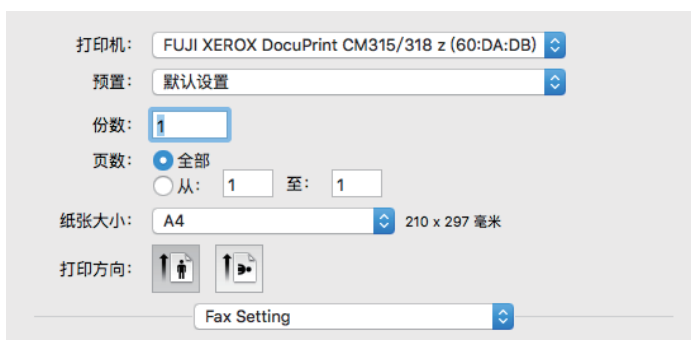 打印机: FUJI XEROX DocuPrint CM315/318 z (60:DA:DB)
预置: 默认设置
份数: 1
页数: 全部
从: 1 至: 1
纸张大小: A4 210 x 297 毫米
打印方向:
Fax Setting